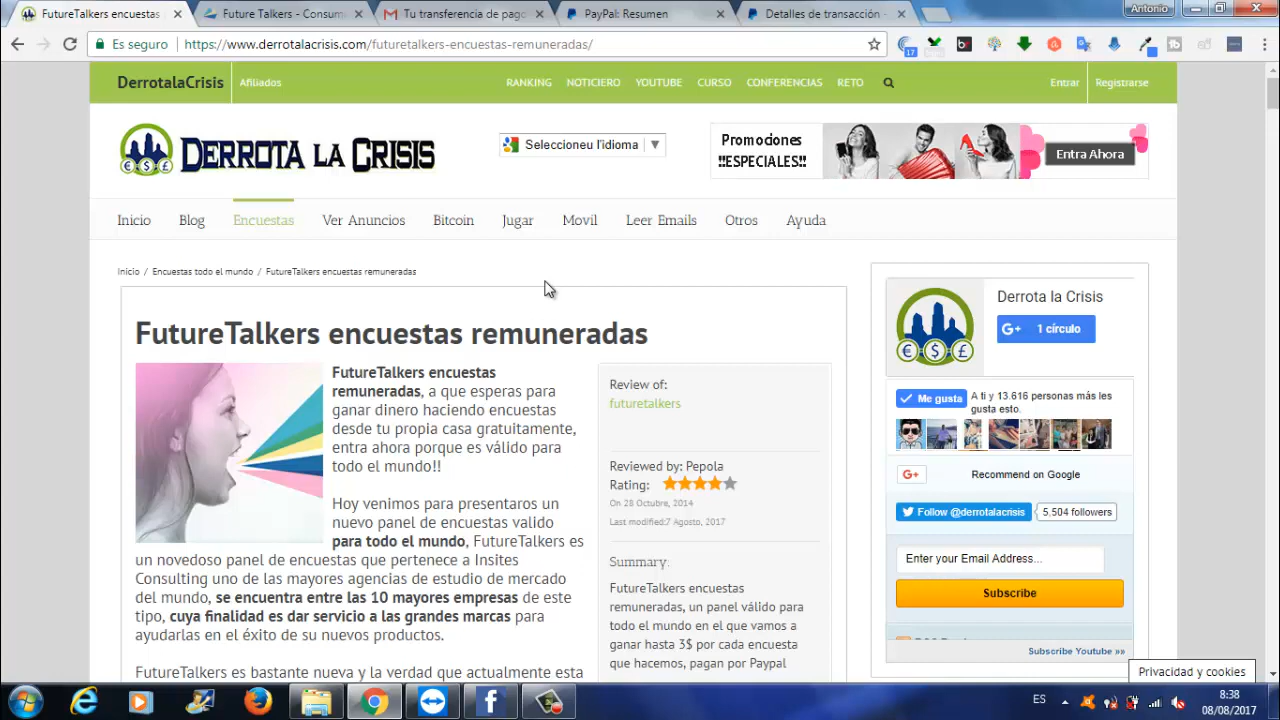 FutureTalkers encuestas
Future Talkers - Consum
Tu transferencia de pago
PayPal: Resumen
Detalles de transacción -
Antonio
Es seguro
https://www.derrotalacrisis.com/futuretalkers-encuestas-remuneradas/
17
DerrotalaCrisis
Afiliados
RANKING
NOTICIERO
YOUTUBE
CURSO
CONFERENCIAS
RETO
Entrar
Registrarse
DERROTA LA CRISIS
Seleccioneu l'idioma
Promociones
!!ESPECIALES!!
Entra Ahora
Inicio
Blog
Encuestas
Ver Anuncios
Bitcoin
Jugar
Movil
Leer Emails
Otros
Ayuda
Inicio / Encuestas todo el mundo / FutureTalkers encuestas remuneradas
FutureTalkers encuestas remuneradas
FutureTalkers encuestas
remuneradas, a que esperas para
ganar dinero haciendo encuestas
desde tu propia casa gratuitamente,
entra ahora porque es válido para
todo el mundo!!
Hoy venimos para presentaros un
nuevo panel de encuestas valido
para todo el mundo, FutureTalkers es
un novedoso panel de encuestas que pertenece a Insites
Consulting uno de las mayores agencias de estudio de mercado
del mundo, se encuentra entre las 10 mayores empresas de este
tipo, cuya finalidad es dar servicio a las grandes marcas para
ayudarlas en el éxito de su nuevos productos.
FutureTalkers es bastante nueva y la verdad que actualmente esta
Review of:
futuretalkers
Reviewed by: Pepola
Rating:
On 28 Octubre, 2014
Last modified:7 Agosto, 2017
Summary:
FutureTalkers encuestas
remuneradas, un panel válido para
todo el mundo en el que vamos a
ganar hasta 3$ por cada encuesta
que hacemos, pagan por Paypal
Derrota la Crisis
G+ 1 círculo
Me gusta
A ti y 13.616 personas más les
gusta esto.
G+
Recommend on Google
Follow @derrotalacrisis
5.504 followers
Enter your Email Address...
Subscribe
Subscribe Youtube »»
Privacidad y cookies
ES
8:38
08/08/2017